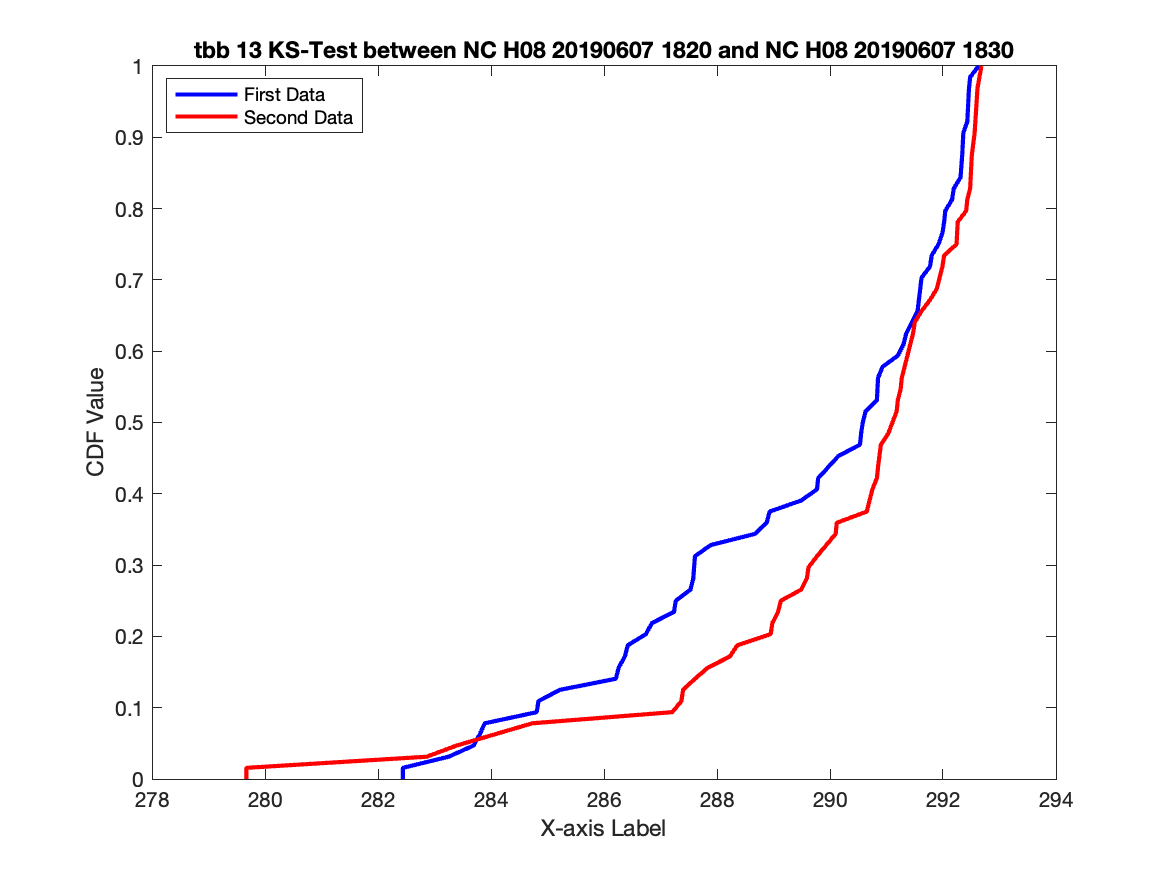 tbb 13 KS-Test between NC H08 20190607 1820 and NC H08 20190607 1830
First Data
Second Data
1
0.9
0.8
0.7
0.6
0.5
0.4
0.3
0.2
0.1
0
CDF Value
278 280 282 284 286 288 290 292 294
X-axis Label